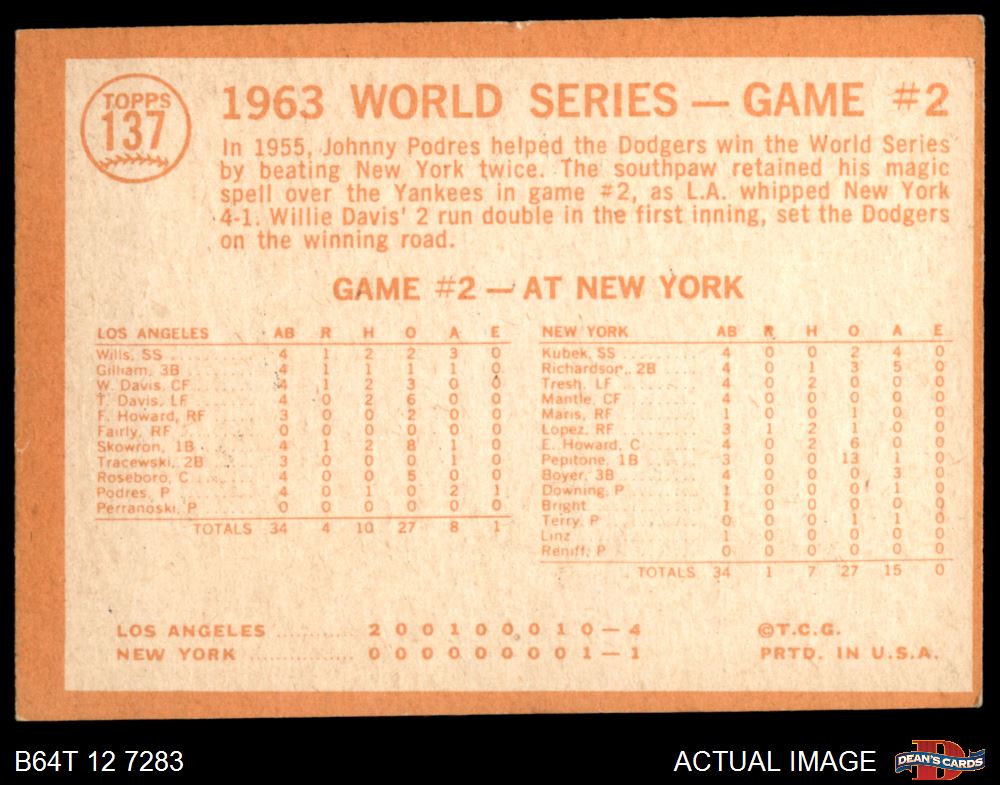 TOPPS
137
1963 WORLD SERIES — GAME #2
In 1955, Johnny Podres helped the Dodgers win the World Series
by beating New York twice. The southpaw retained his magic
spell over the Yankees in game #2, as L.A. whipped New York
4-1. Willie Davis' 2 run double in the first inning, set the Dodgers
on the winning road.
GAME #2 — AT NEW YORK
LOS ANGELES AB R H O A E
Wills, SS 4 1 2 2 3 0
Gilliam, 3B 4 1 1 1 1 0
W. Davis, CF 4 1 2 3 0 0
T. Davis, LF 4 0 2 6 0 0
F. Howard, RF 3 0 0 2 0 0
Fairly, RF 0 0 0 0 0 0
Skowron, 1B 4 1 2 8 1 0
Tracewski, 2B 3 0 0 0 1 0
Roseboro, C 4 0 0 5 0 0
Podres, P 4 0 1 0 2 1
Perranoski, P 0 0 0 0 0 0
TOTALS 34 4 10 27 8 1
NEW YORK AB R H O A E
Kubek, SS 4 0 0 2 4 0
Richardson, 2B 4 0 1 3 5 0
Tresh, LF 4 0 2 0 0 0
Mantle, CF 4 0 0 0 0 0
Maris, RF 1 0 0 1 0 0
Lopez, RF 3 1 2 1 0 0
E. Howard, C 4 0 2 6 0 0
Pepitone, 1B 3 0 0 13 1 0
Boyer, 3B 4 0 0 0 3 0
Downing, P 1 0 0 0 1 0
Bright 1 0 0 0 0 0
Terry, P 0 0 0 1 1 0
Linz 1 0 0 0 0 0
Reniff, P 0 0 0 0 0 0
TOTALS 34 1 7 27 15 0
LOS ANGELES 2 0 0 1 0 0 0 1 0 — 4
NEW YORK 0 0 0 0 0 0 0 0 1 — 1
©T.C.G.
PRTD. IN U.S.A.
B64T 12 7283
ACTUAL IMAGE
D
DEAN'S CARDS